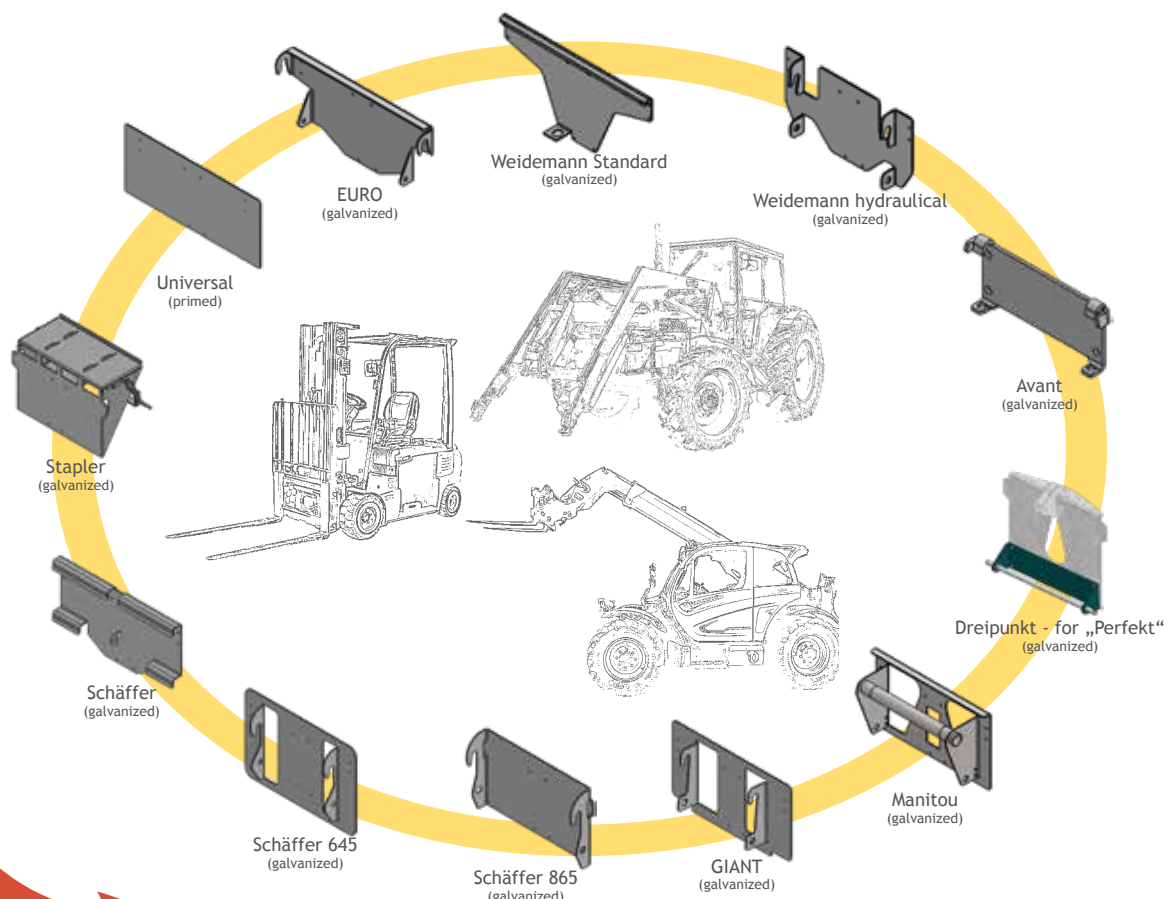 Weidemann Standard
(galvanized)
EURO
(galvanized)
Weidemann hydraulical
(galvanized)
Universal
(primed)
Avant
(galvanized)
Stapler
(galvanized)
Dreipunkt - for „Perfekt“
(galvanized)
Schäffer
(galvanized)
Manitou
(galvanized)
Schäffer 645
(galvanized)
GIANT
(galvanized)
Schäffer 865
(galvanized)